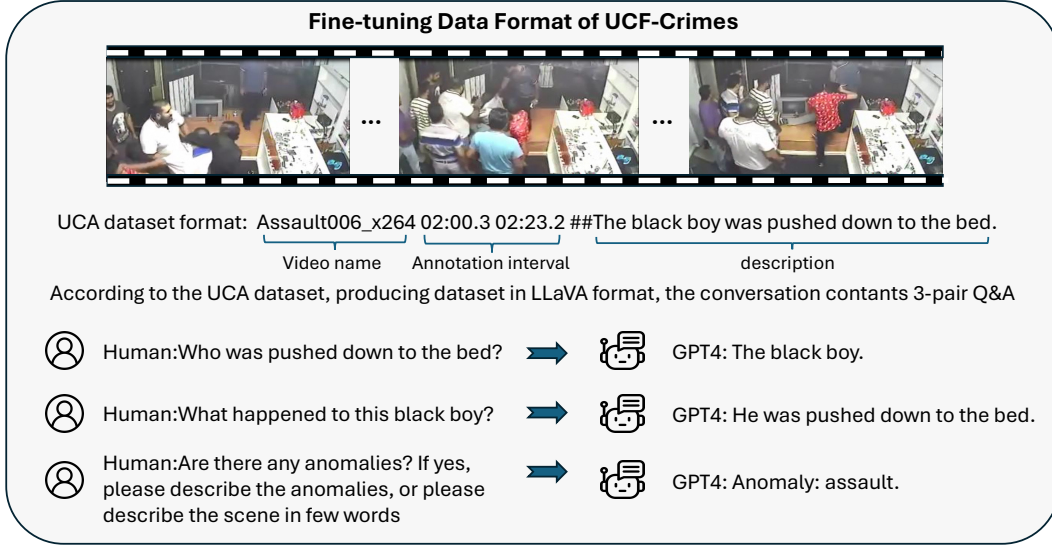 Fine-tuning Data Format of UCF-Crimes
... ...
UCA dataset format: Assault006_x264 02:00.3 02:23.2 ##The black boy was pushed down to the bed.
Video name Annotation interval description
According to the UCA dataset, producing dataset in LLaVA format, the conversation contants 3-pair Q&A
Human:Who was pushed down to the bed? GPT4: The black boy.
Human:What happened to this black boy? GPT4: He was pushed down to the bed.
Human:Are there any anomalies? If yes,
please describe the anomalies, or please GPT4: Anomaly: assault.
describe the scene in few words